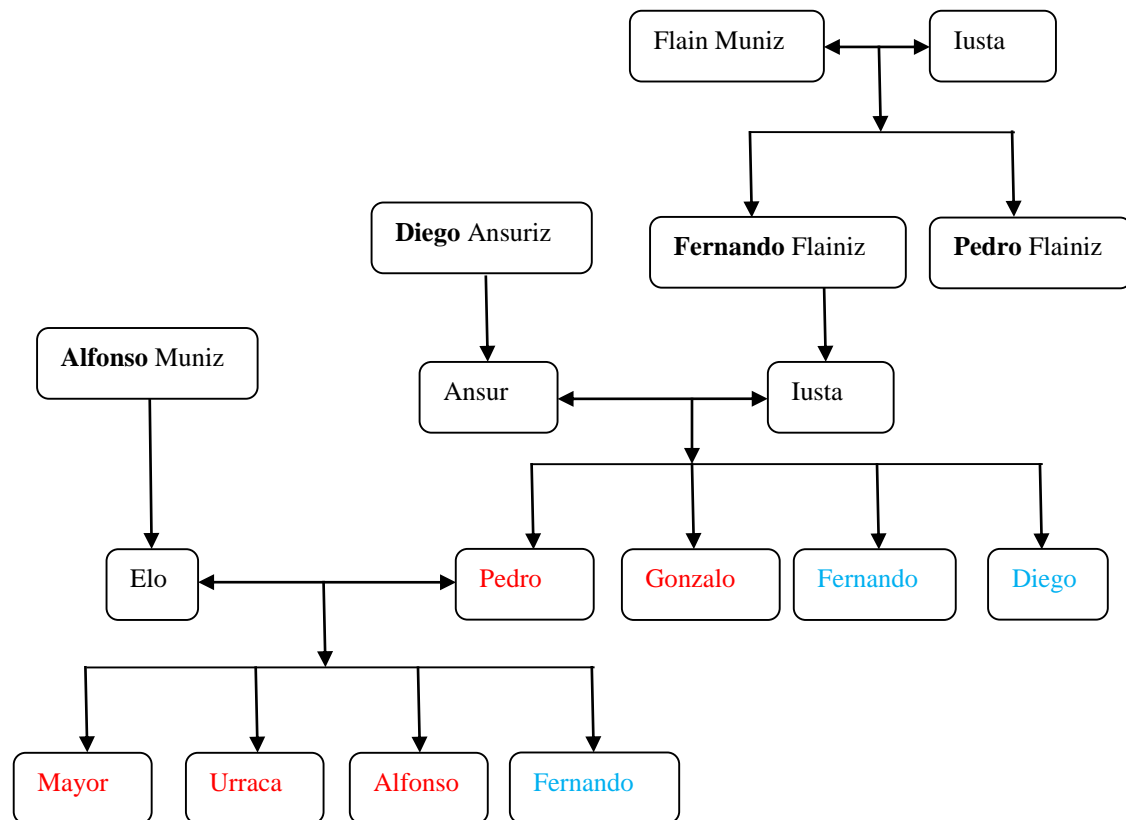 Flain Muniz
Iusta
Diego Ansuriz
Fernando Flainiz
Pedro Flainiz
Alfonso Muniz
Ansur
Iusta
Elo
Pedro
Gonzalo
Fernando
Diego
Mayor
Urraca
Alfonso
Fernando